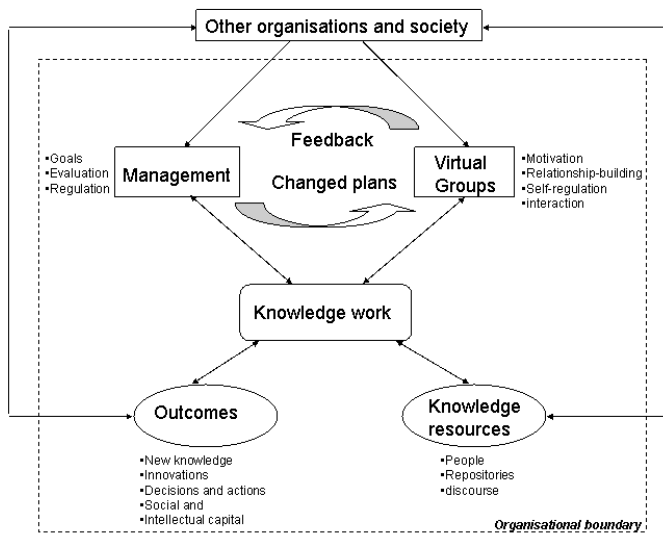 Other organisations and society
Feedback
▪Goals
▪Evaluation
▪Regulation
Management
Changed plans
Virtual
Groups
▪Motivation
▪Relationship-building
▪Self-regulation
▪interaction
Knowledge work
Outcomes
▪New knowledge
▪Innovations
▪Decisions and actions
▪Social and
▪Intellectual capital
Knowledge
resources
▪People
▪Repositories
▪discourse
Organisational boundary